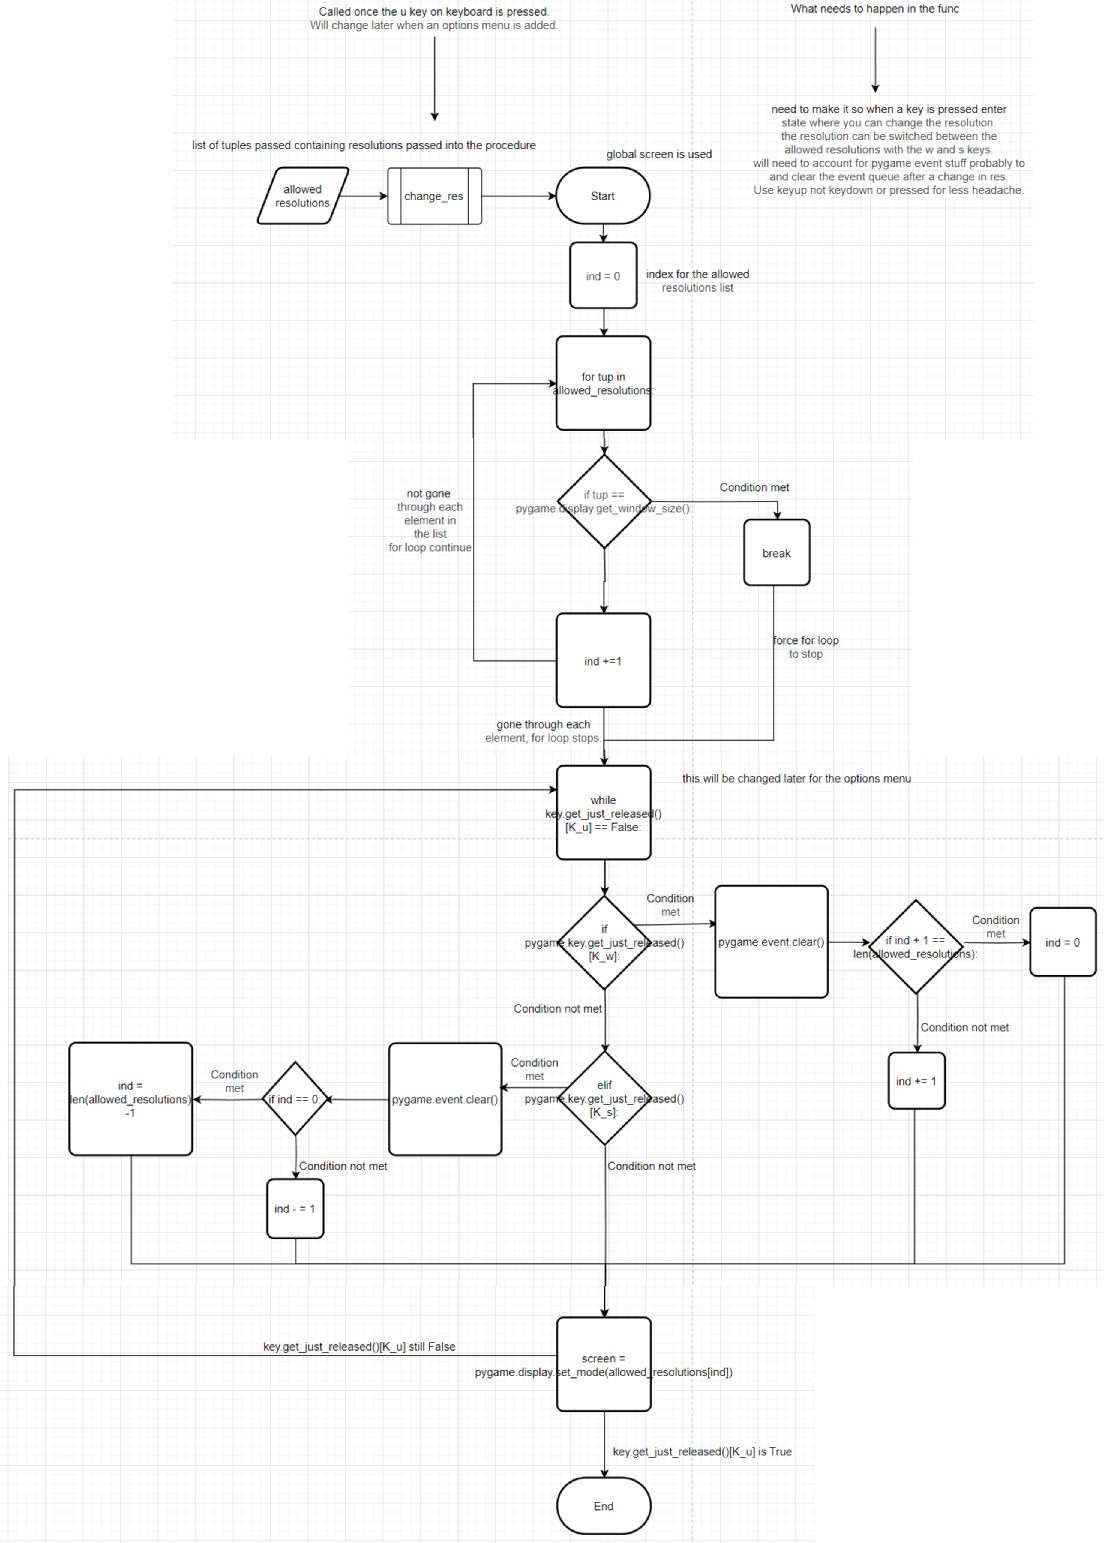 Called once the u key on keyboard is pressed.
Will change later when an options menu is added.
What needs to happen in the func
need to make it so when a key is pressed enter
state where you can change the resolution.
the resolution can be switched between the
allowed resolutions with the w and s keys.
will need to account for pygame event stuff probably to
and clear the event queue after a change in res.
Use keyup not keydown or pressed for less headache.
list of tuples passed containing resolutions passed into the procedure
global screen is used
allowed
resolutions
change_res
Start
ind = 0
index for the allowed
resolutions list
for tup in
allowed_resolutions:
if tup ==
pygame.display.get_window_size():
Condition met
break
not gone
through each
element in
the list
for loop continue
force for loop
to stop
ind +=1
gone through each
element, for loop stops.
while
key.get_just_released()
[K_u] == False:
this will be changed later for the options menu
if
pygame.key.get_just_released()
[K_w]:
Condition
met
pygame.event.clear()
if ind + 1 ==
len(allowed_resolutions):
Condition
met
ind = 0
Condition not met
Condition not met
ind += 1
elif
pygame.key.get_just_released()
[K_s]:
Condition
met
pygame.event.clear()
if ind == 0:
Condition
met
ind =
len(allowed_resolutions)
-1
Condition not met
Condition not met
ind - = 1
key.get_just_released()[K_u] still False
screen =
pygame.display.set_mode(allowed_resolutions[ind])
key.get_just_released()[K_u] is True
End